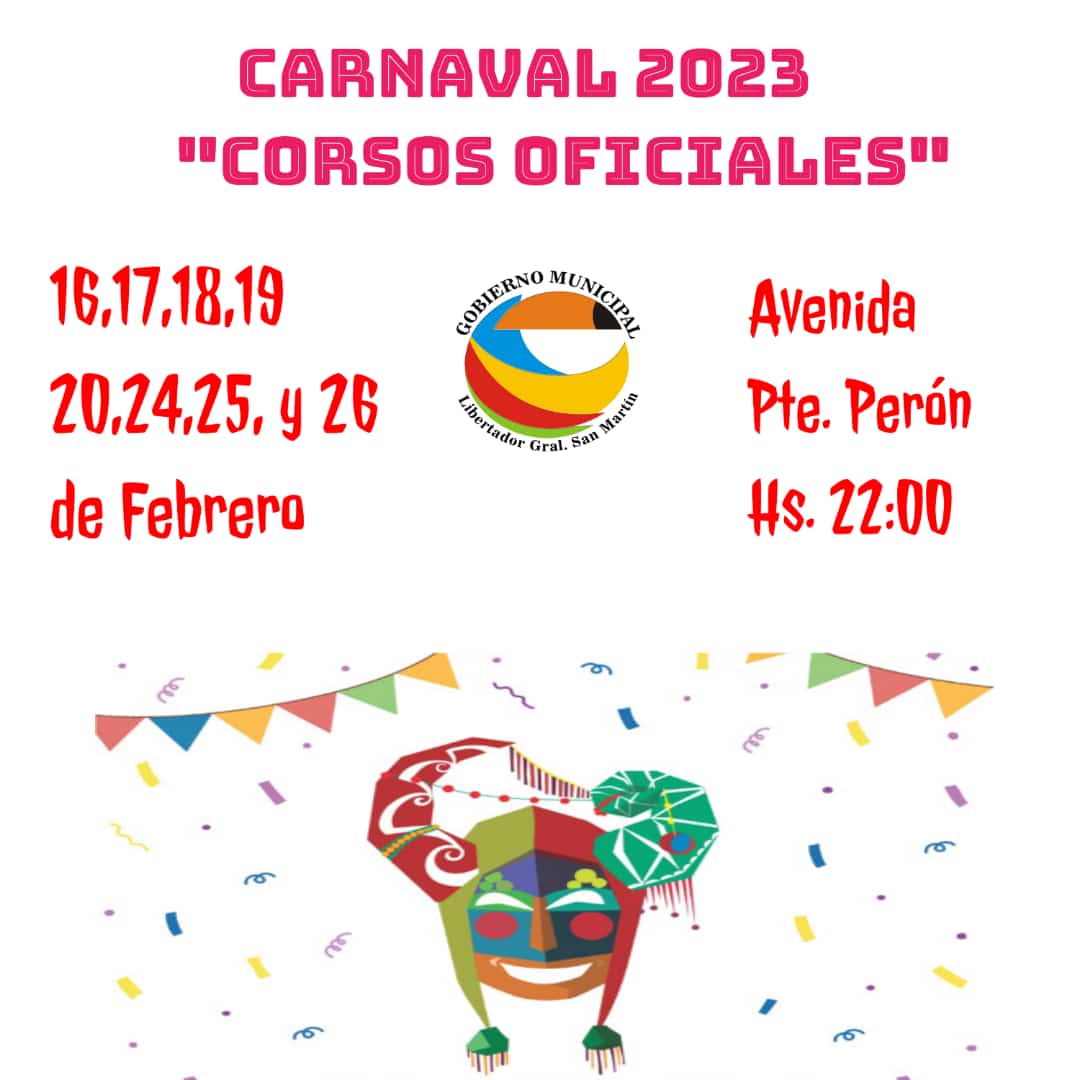 CARNAVAL 2023
"CORSOS OFICIALES"
16,17,18,19
20,24,25, y 26
de Febrero
GOBIERNO MUNICIPAL
Libertador Gral. San Martín
Avenida
Pte. Perón
Hs. 22:00